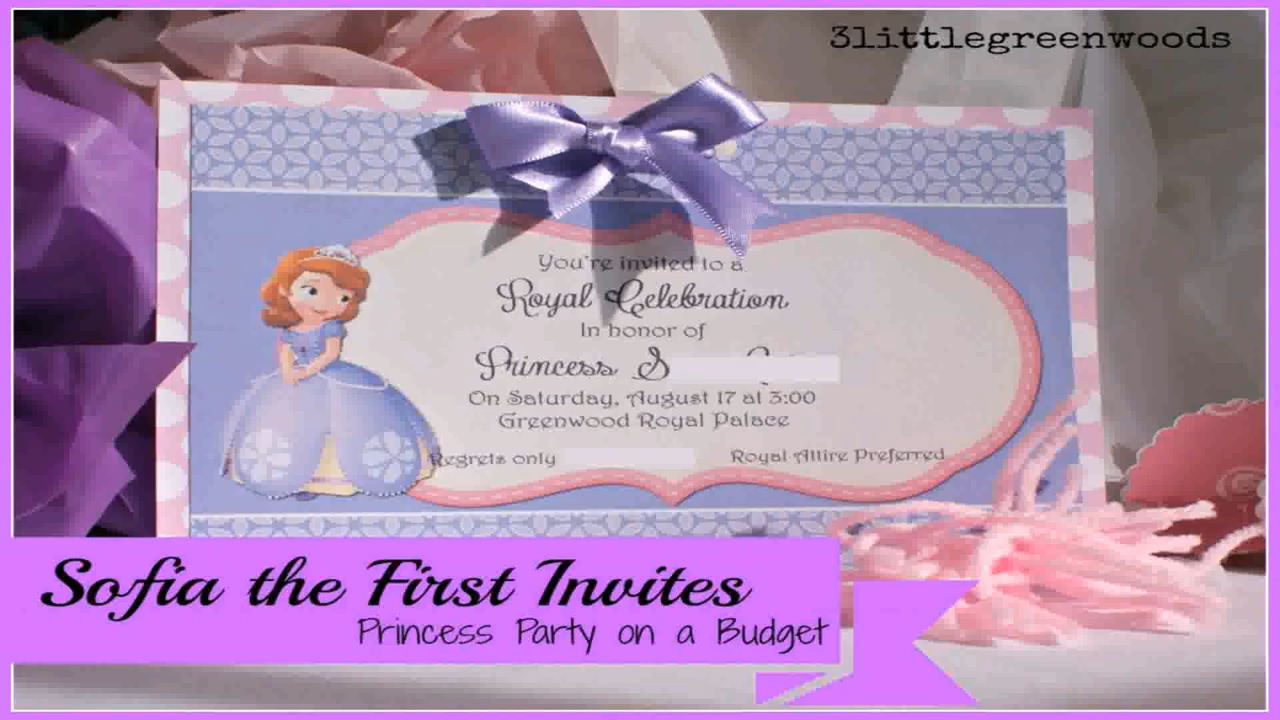 3littlegreenwoods
You're invited to a
Royal Celebration
In honor of
Princess S
On Saturday, August 17 at 3:00
Greenwood Royal Palace
Regrets only Royal Attire Preferred
Sofia the First Invites
Princess Party on a Budget